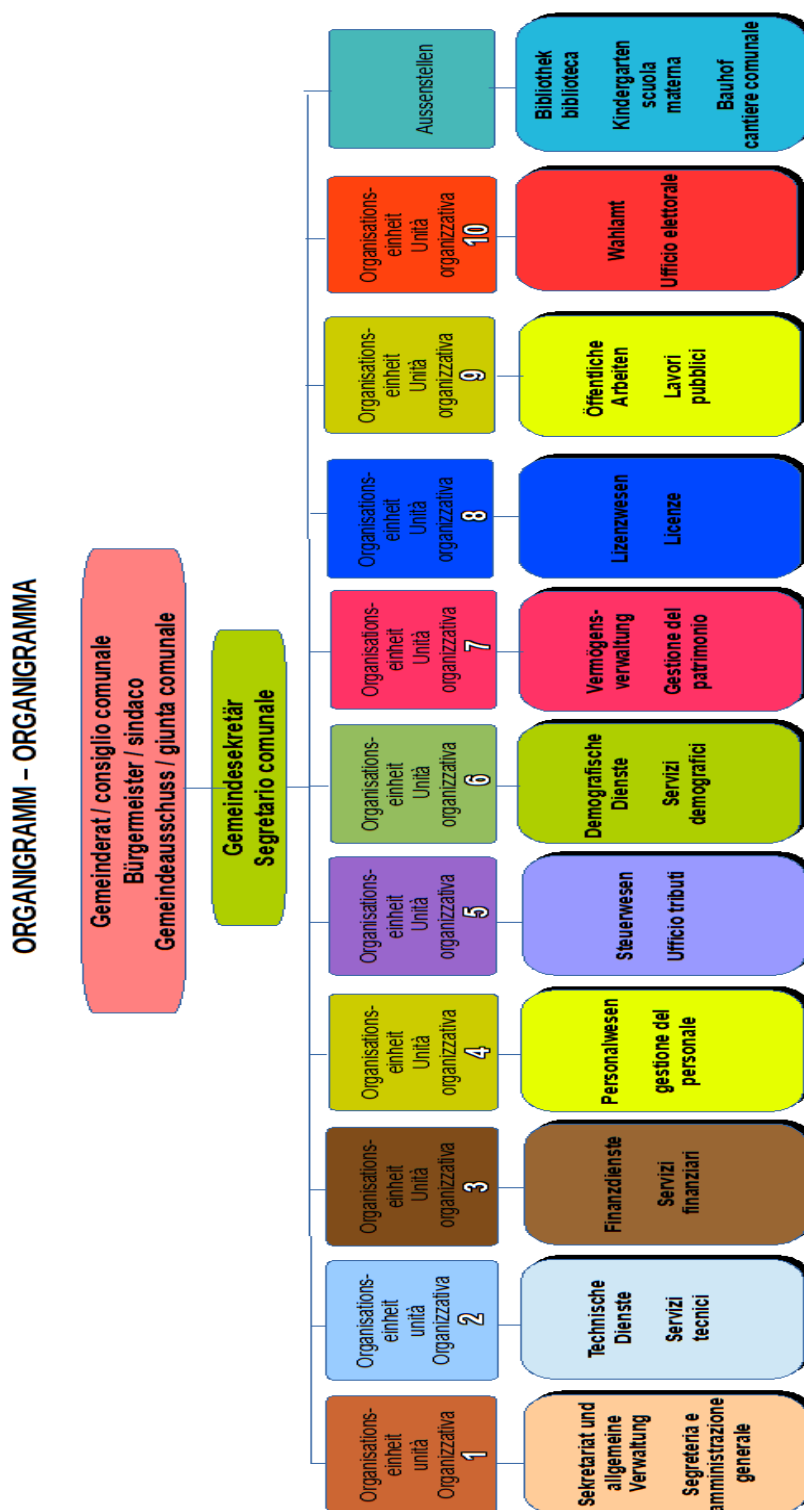 ORGANIGRAMM – ORGANIGRAMMA
Gemeinderat / consiglio comunale
Bürgermeister / sindaco
Gemeindeausschuss / giunta comunale
Gemeindesekretär
Segretario comunale
Organisations-
einheit
unità
Organizzativa
1
Organisations-
einheit
unità
Organizzativa
2
Organisations-
einheit
Unità
organizzativa
3
Organisations-
einheit
Unità
organizzativa
4
Organisations-
einheit
Unità
organizzativa
5
Organisations-
einheit
Unità
organizzativa
6
Organisations-
einheit
Unità
organizzativa
7
Organisations-
einheit
Unità
organizzativa
8
Organisations-
einheit
Unità
organizzativa
9
Organisations-
einheit
Unità
organizzativa
10
Aussenstellen
Sekretariat und
allgemeine
Verwaltung
Segreteria e
amministrazione
generale
Technische
Dienste
Servizi
tecnici
Finanzdienste
Servizi
finanziari
Personalwesen
gestione del
personale
Steuerwesen
Ufficio tributi
Demografische
Dienste
Servizi
demografici
Vermögens-
verwaltung
Gestione del
patrimonio
Lizenzwesen
Licenze
Öffentliche
Arbeiten
Lavori
pubblici
Wahlamt
Ufficio elettorale
Bibliothek
biblioteca
Kindergarten
scuola
materna
Bauhof
cantiere comunale